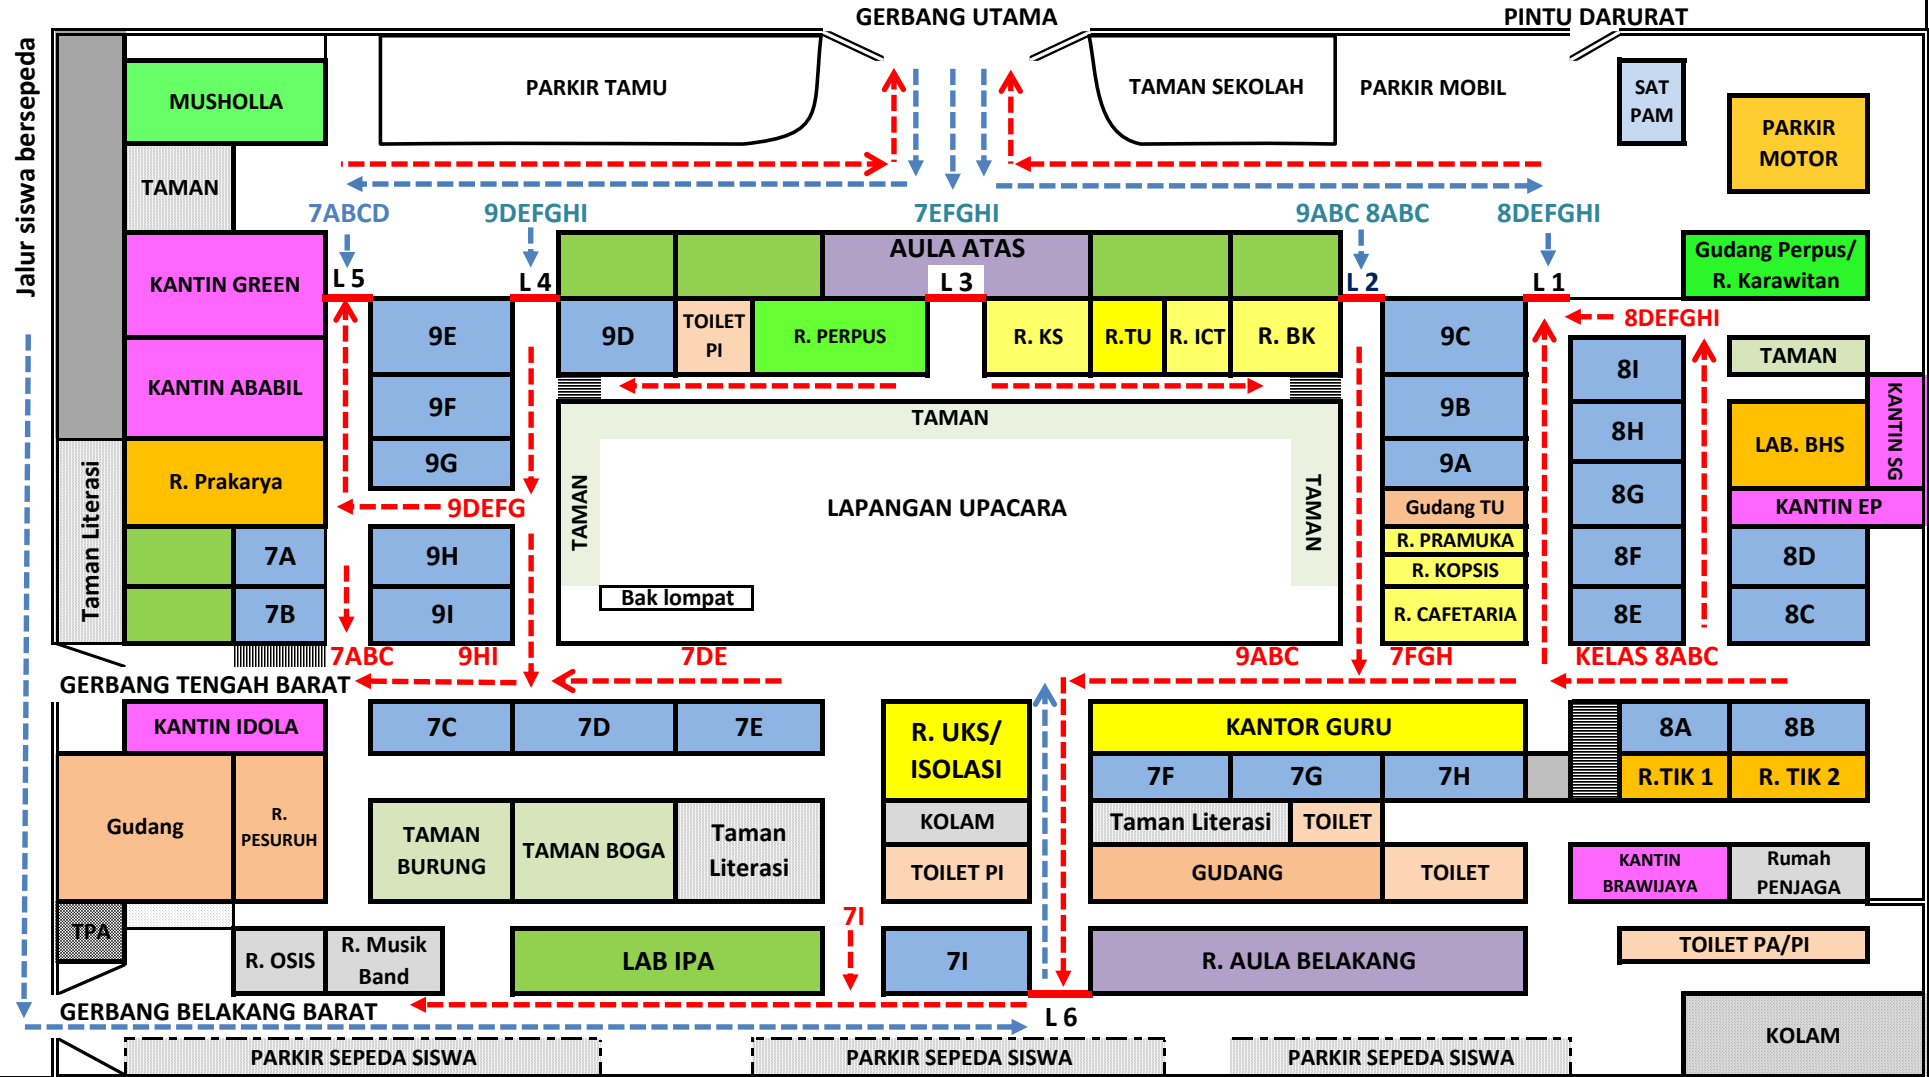 GERBANG UTAMA
PINTU DARURAT
Jalur siswa bersepeda
MUSHOLLA
PARKIR TAMU
TAMAN SEKOLAH
PARKIR MOBIL
SAT
PAM
PARKIR
MOTOR
TAMAN
7ABCD
9DEFGHI
7EFGHI
9ABC 8ABC
8DEFGHI
AULA ATAS
KANTIN GREEN
L 5
L 4
L 3
L 2
L 1
Gudang Perpus/
R. Karawitan
9E
9D
TOILET
PI
R. PERPUS
R. KS
R.TU
R. ICT
R. BK
9C
8DEFGHI
8I
TAMAN
KANTIN ABABIL
9F
TAMAN
9B
8H
LAB. BHS
KANTIN SG
9G
9A
R. Prakarya
Taman Literasi
9DEFG
TAMAN
LAPANGAN UPACARA
TAMAN
Gudang TU
8G
KANTIN EP
7A
9H
R. PRAMUKA
R. KOPSIS
8F
8D
7B
9I
Bak lompat
R. CAFETARIA
8E
8C
7ABC
9HI
7DE
9ABC
7FGH
KELAS 8ABC
GERBANG TENGAH BARAT
KANTIN IDOLA
7C
7D
7E
R. UKS/
ISOLASI
KANTOR GURU
8A
8B
7F
7G
7H
R.TIK 1
R. TIK 2
Gudang
R.
PESURUH
TAMAN
BURUNG
TAMAN BOGA
Taman
Literasi
KOLAM
Taman Literasi
TOILET
TOILET PI
GUDANG
TOILET
KANTIN
BRAWIJAYA
Rumah
PENJAGA
TPA
7I
R. OSIS
R. Musik
Band
LAB IPA
7I
R. AULA BELAKANG
TOILET PA/PI
GERBANG BELAKANG BARAT
L 6
KOLAM
PARKIR SEPEDA SISWA
PARKIR SEPEDA SISWA
PARKIR SEPEDA SISWA